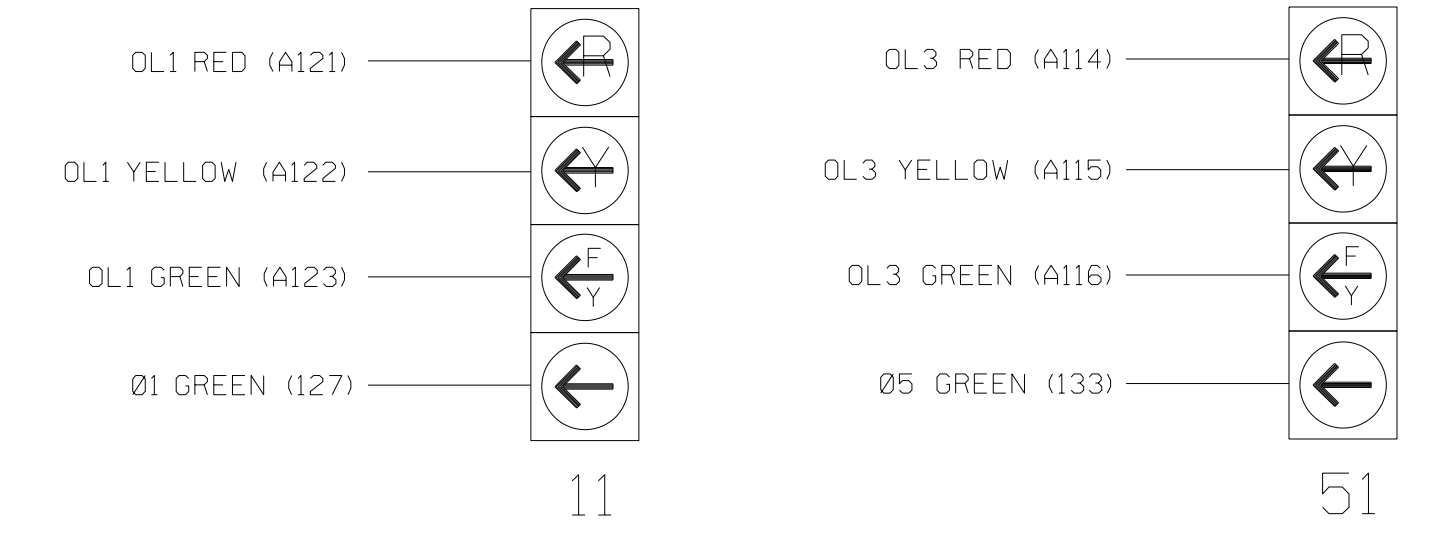 OL1 RED (A121)
R
OL1 YELLOW (A122)
Y
OL1 GREEN (A123)
F
Y
Ø1 GREEN (127)
11
OL3 RED (A114)
R
OL3 YELLOW (A115)
Y
OL3 GREEN (A116)
F
Y
Ø5 GREEN (133)
51